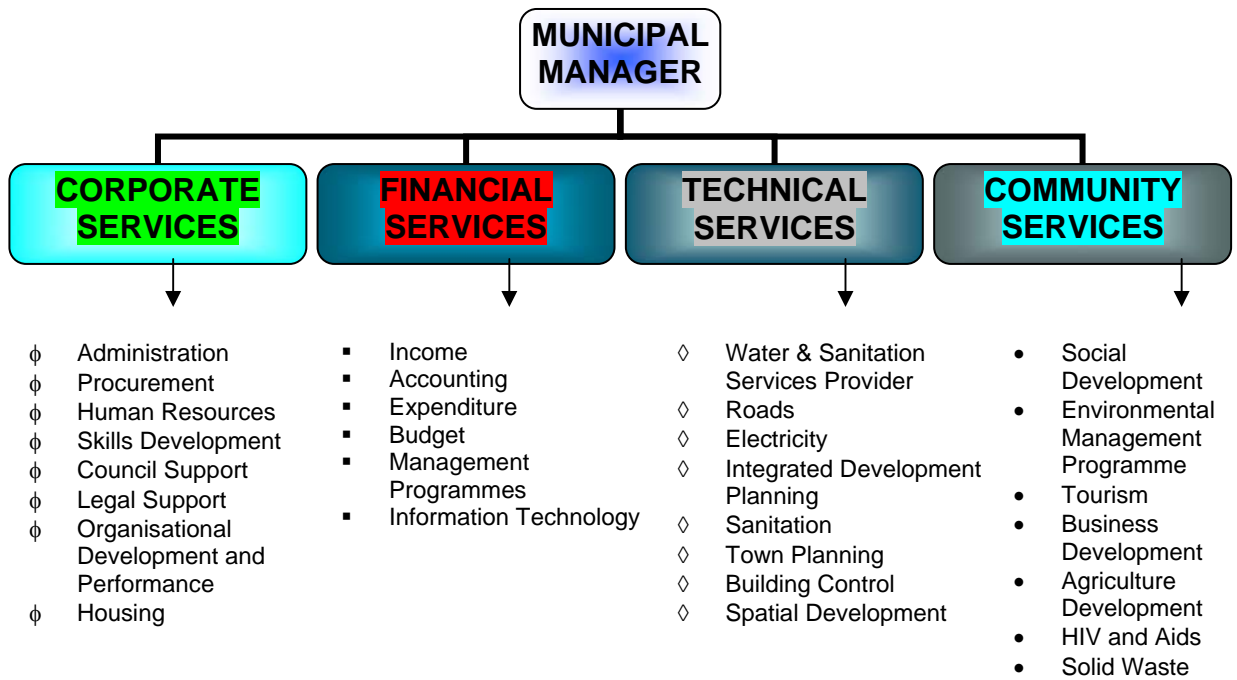 MUNICIPAL
MANAGER
CORPORATE
SERVICES
FINANCIAL
SERVICES
TECHNICAL
SERVICES
COMMUNITY
SERVICES
ϕ Administration
ϕ Procurement
ϕ Human Resources
ϕ Skills Development
ϕ Council Support
ϕ Legal Support
ϕ Organisational
Development and
Performance
ϕ Housing
▪ Income
▪ Accounting
▪ Expenditure
▪ Budget
▪ Management
Programmes
▪ Information Technology
◊ Water & Sanitation
Services Provider
◊ Roads
◊ Electricity
◊ Integrated Development
Planning
◊ Sanitation
◊ Town Planning
◊ Building Control
◊ Spatial Development
• Social
Development
• Environmental
Management
Programme
• Tourism
• Business
Development
• Agriculture
Development
• HIV and Aids
• Solid Waste